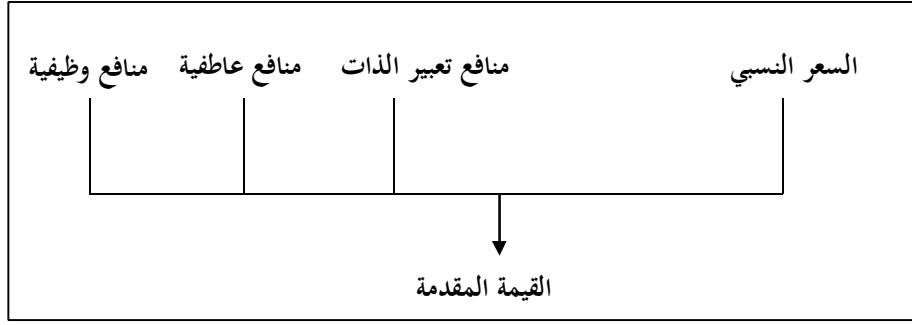 السعر النسبي منافع تعبير الذات منافع عاطفية منافع وظيفية
القيمة المقدمة